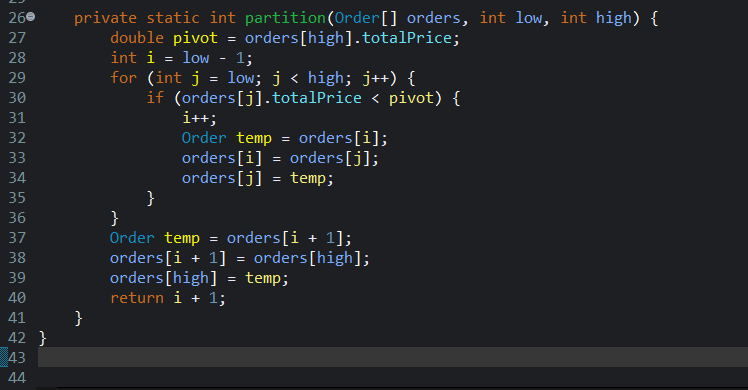 26 private static int partition(Order[] orders, int low, int high) {
27 double pivot = orders[high].totalPrice;
28 int i = low - 1;
29 for (int j = low; j < high; j++) {
30 if (orders[j].totalPrice < pivot) {
31 i++;
32 Order temp = orders[i];
33 orders[i] = orders[j];
34 orders[j] = temp;
35 }
36 }
37 Order temp = orders[i + 1];
38 orders[i + 1] = orders[high];
39 orders[high] = temp;
40 return i + 1;
41 }
42 }
43
44